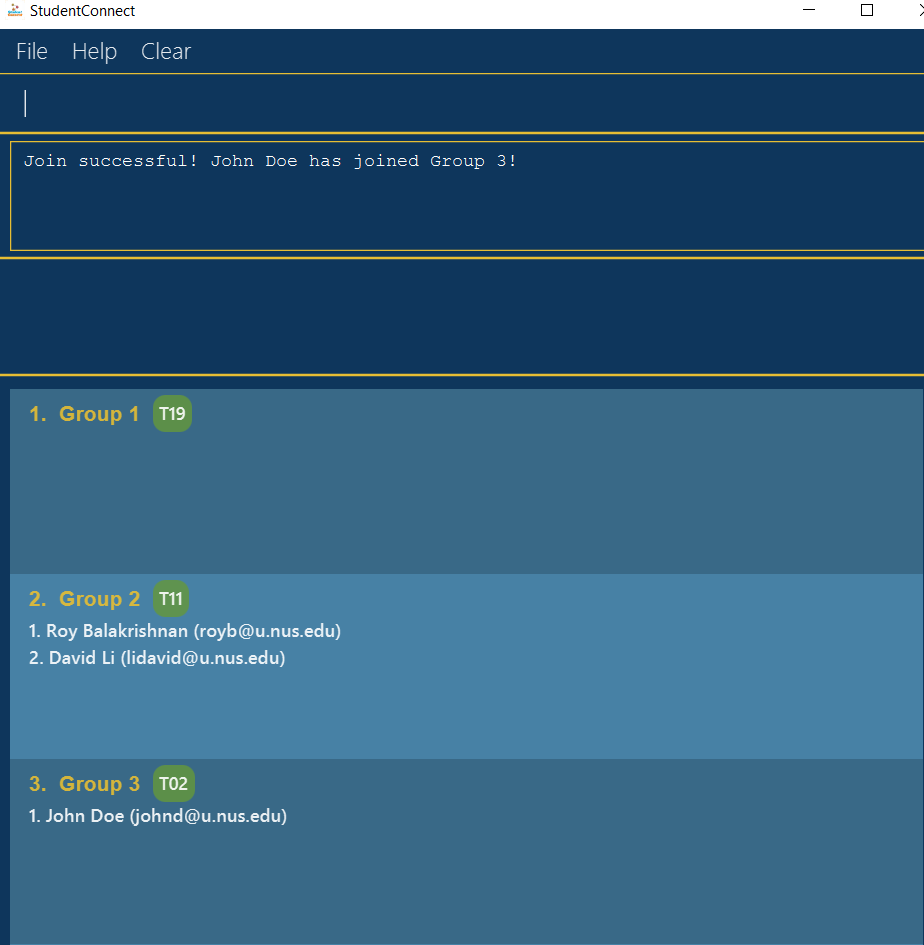 StudentConnect
File Help Clear
Join successful! John Doe has joined Group 3!
1. Group 1 T19
2. Group 2 T11
1. Roy Balakrishnan (royb@u.nus.edu)
2. David Li (lidavid@u.nus.edu)
3. Group 3 T02
1. John Doe (johnd@u.nus.edu)